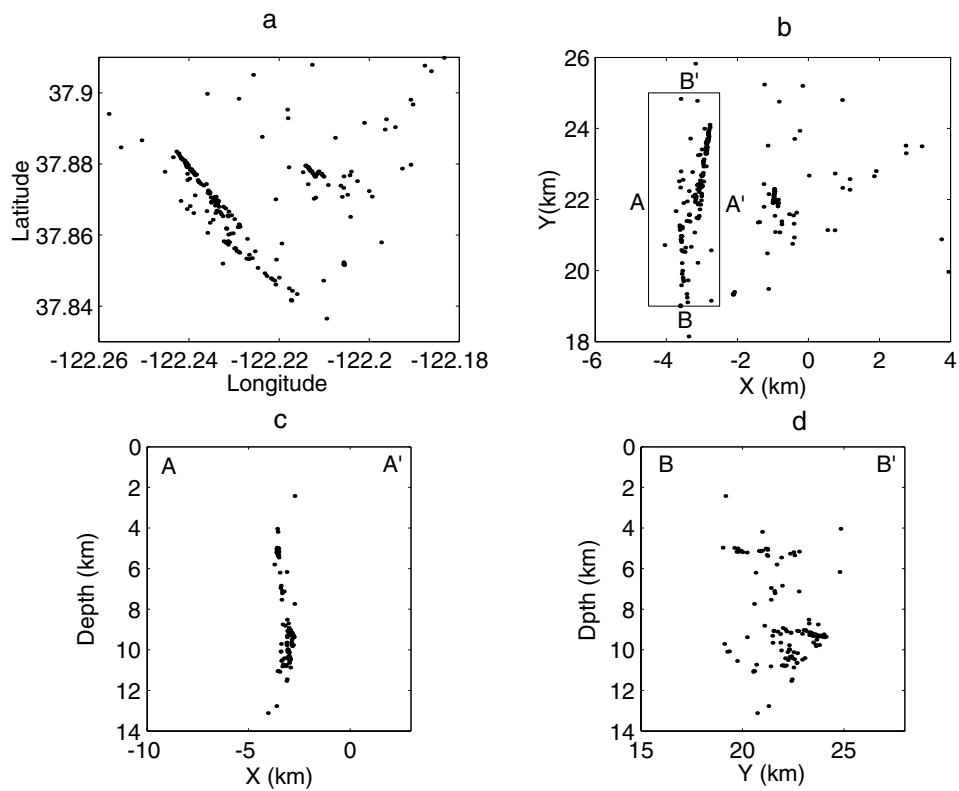 a
37.9
37.88
37.86
37.84
Latitude
-122.26 -122.24 -122.22 -122.2 -122.18
Longitude
b
26
24
22
20
18
Y(km)
B'
A
A'
B
-6 -4 -2 0 2 4
X (km)
c
0
2
4
6
8
10
12
14
Depth (km)
A
A'
-10 -5 0
X (km)
d
0
2
4
6
8
10
12
14
Dpth (km)
B
B'
15 20 25
Y (km)